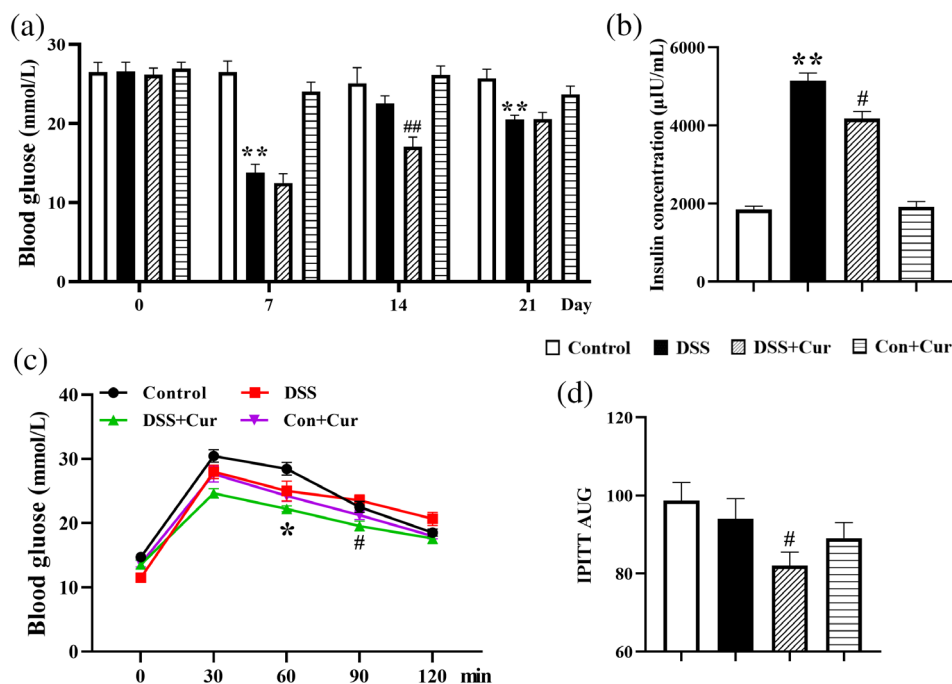 (a)
Blood glucose (mmol/L)
30
20
10
0
**
##
**
0 7 14 21 Day
(b)
Insulin concentration (μIU/mL)
6000
4000
2000
0
**
#
Control DSS DSS+Cur Con+Cur
(c)
Control DSS
DSS+Cur Con+Cur
Blood glucose (mmol/L)
40
30
20
10
0
*
#
0 30 60 90 120 min
(d)
IPITT AUG
120
100
80
60
#